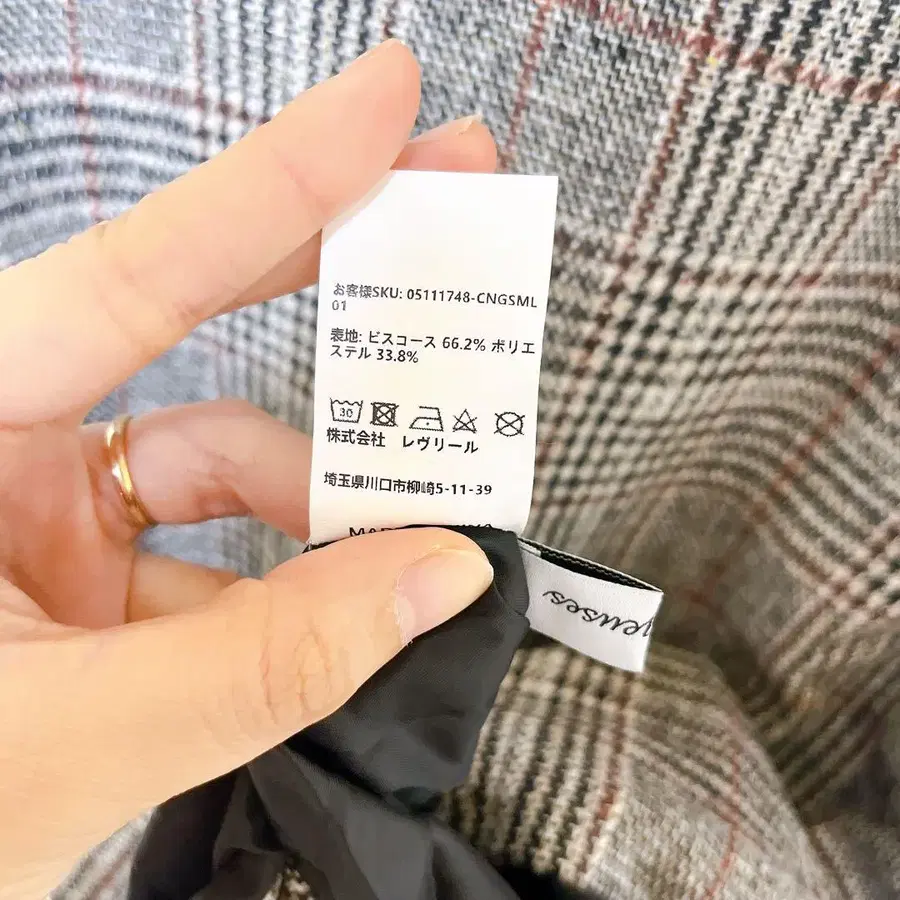 お客様SKU: 05111748-CNGSML
01
表地: ビスコース 66.2% ポリエ
ステル 33.8%
30
株式会社 レヴリール
埼玉県川口市柳崎5-11-39